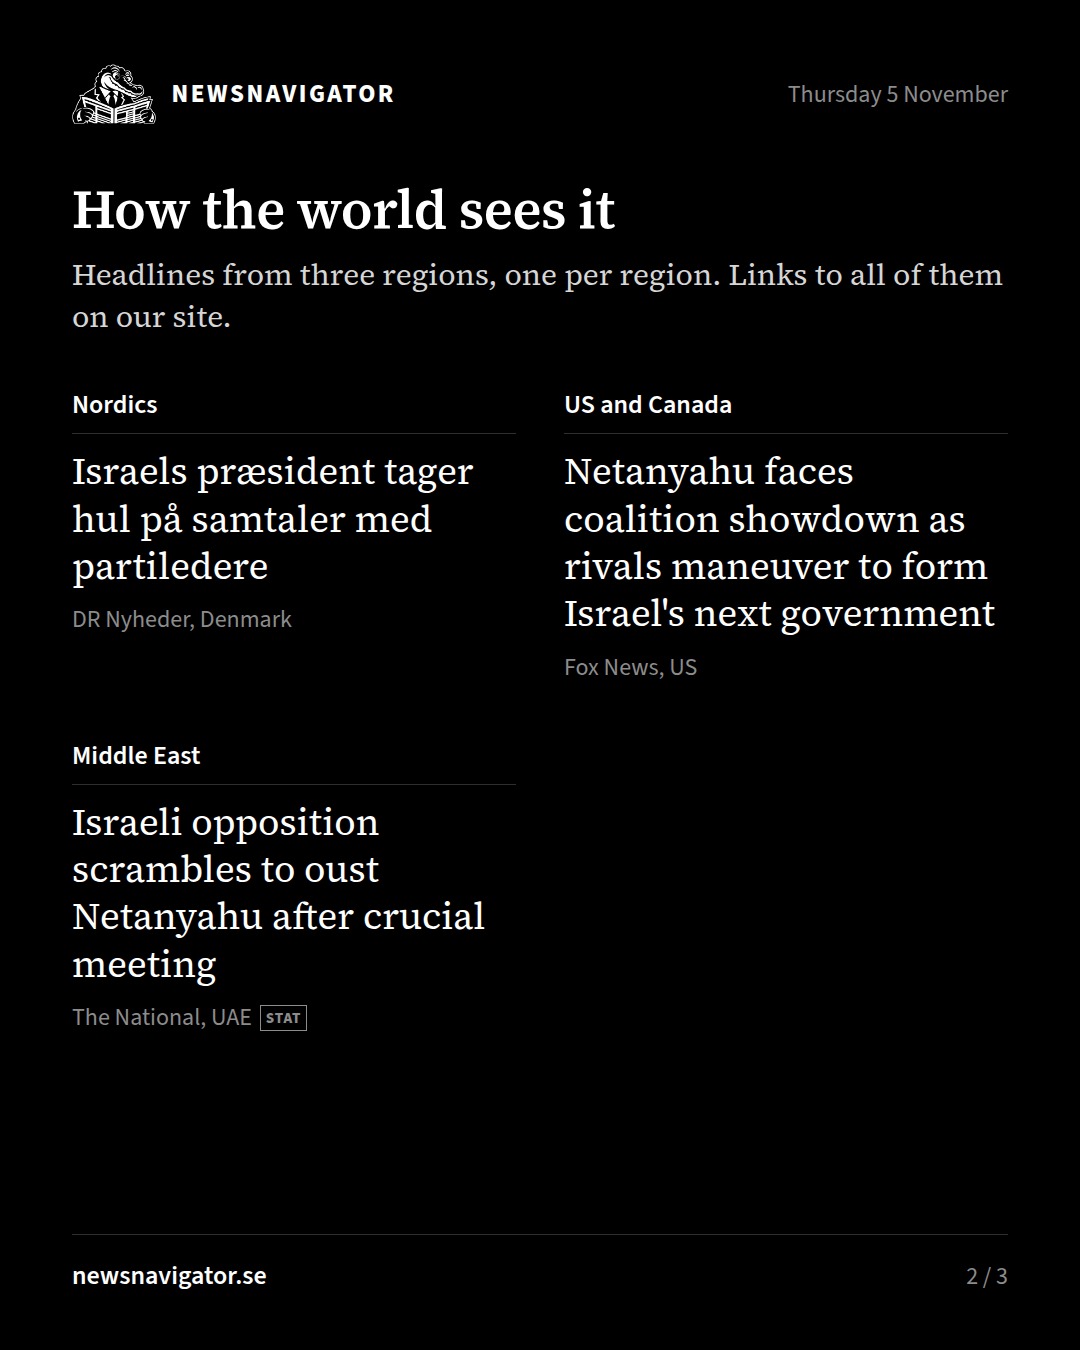 NEWSNAVIGATOR
Thursday 5 November
How the world sees it
Headlines from three regions, one per region. Links to all of them
on our site.
Nordics
Israels præsident tager
hul på samtaler med
partiledere
DR Nyheder, Denmark
US and Canada
Netanyahu faces
coalition showdown as
rivals maneuver to form
Israel's next government
Fox News, US
Middle East
Israeli opposition
scrambles to oust
Netanyahu after crucial
meeting
The National, UAE STAT
newsnavigator.se
2 / 3